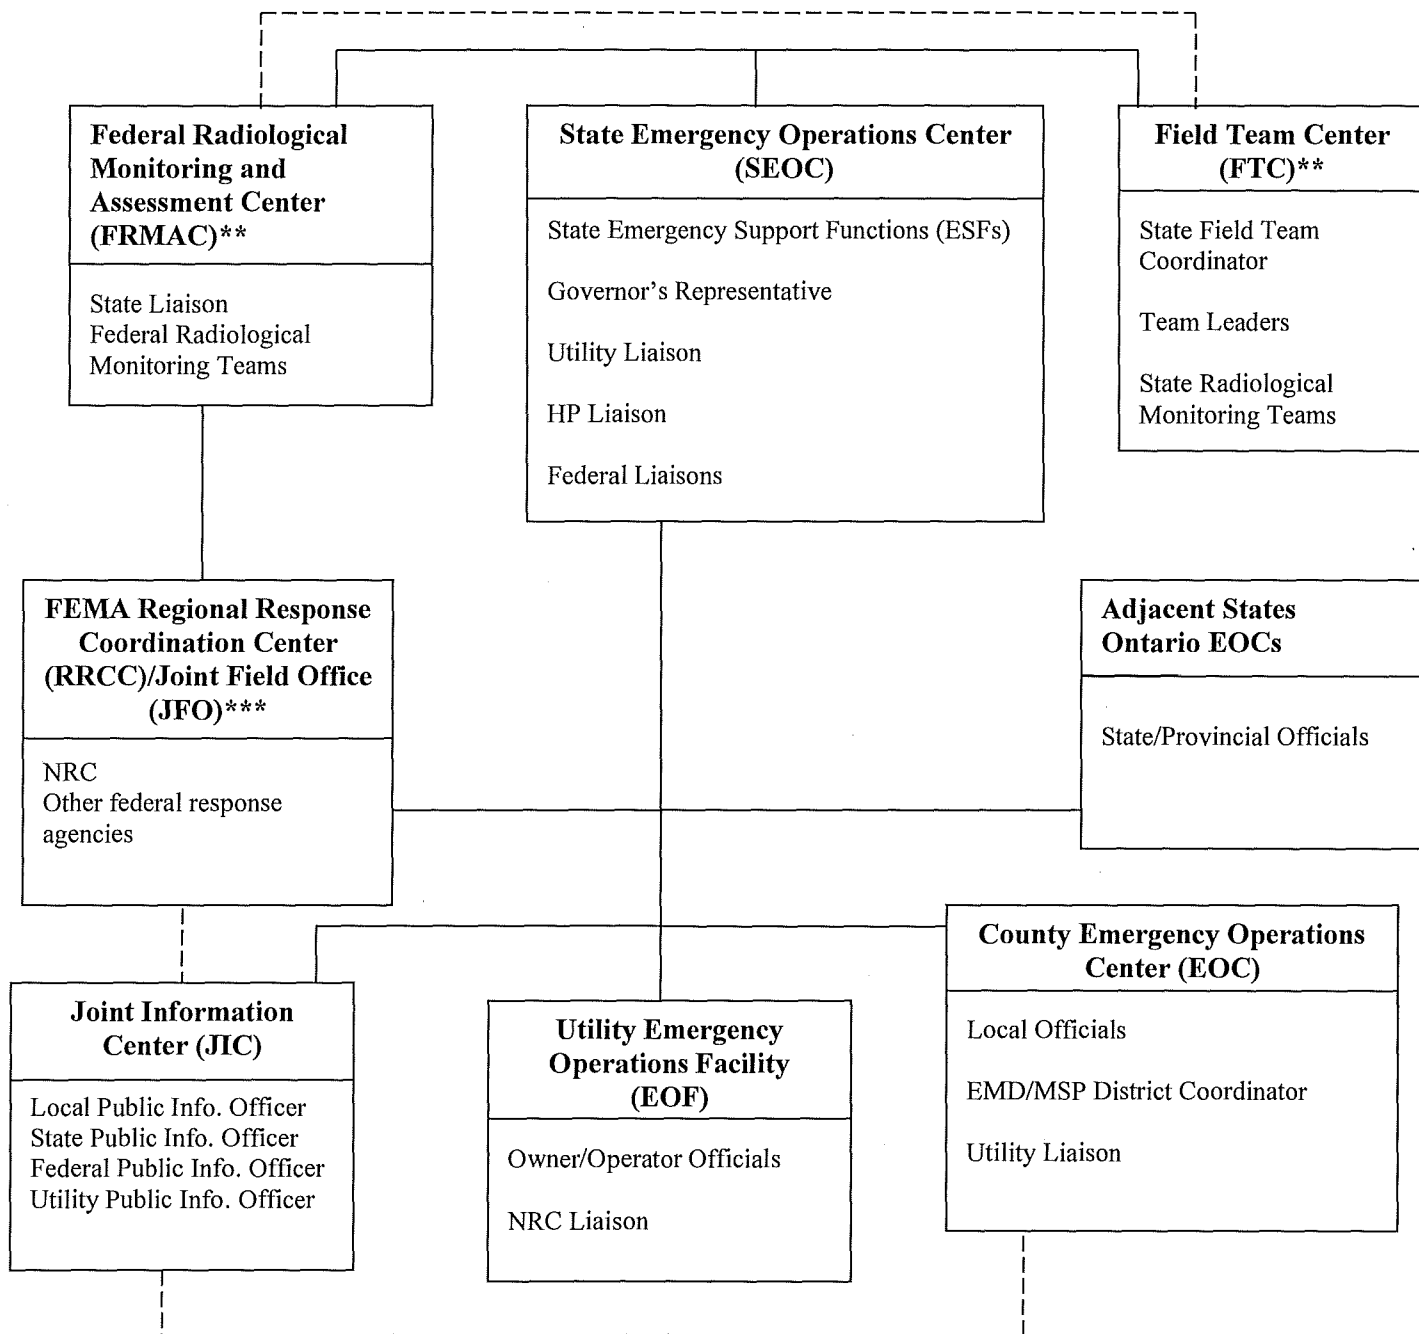 Federal Radiological
Monitoring and
Assessment Center
(FRMAC)**
State Liaison
Federal Radiological
Monitoring Teams
State Emergency Operations Center
(SEOC)
State Emergency Support Functions (ESFs)
Governor's Representative
Utility Liaison
HP Liaison
Federal Liaisons
Field Team Center
(FTC)**
State Field Team
Coordinator
Team Leaders
State Radiological
Monitoring Teams
FEMA Regional Response
Coordination Center
(RRCC)/Joint Field Office
(JFO)***
NRC
Other federal response
agencies
Adjacent States
Ontario EOCs
State/Provincial Officials
Joint Information
Center (JIC)
Local Public Info. Officer
State Public Info. Officer
Federal Public Info. Officer
Utility Public Info. Officer
Utility Emergency
Operations Facility
(EOF)
Owner/Operator Officials
NRC Liaison
County Emergency Operations
Center (EOC)
Local Officials
EMD/MSP District Coordinator
Utility Liaison